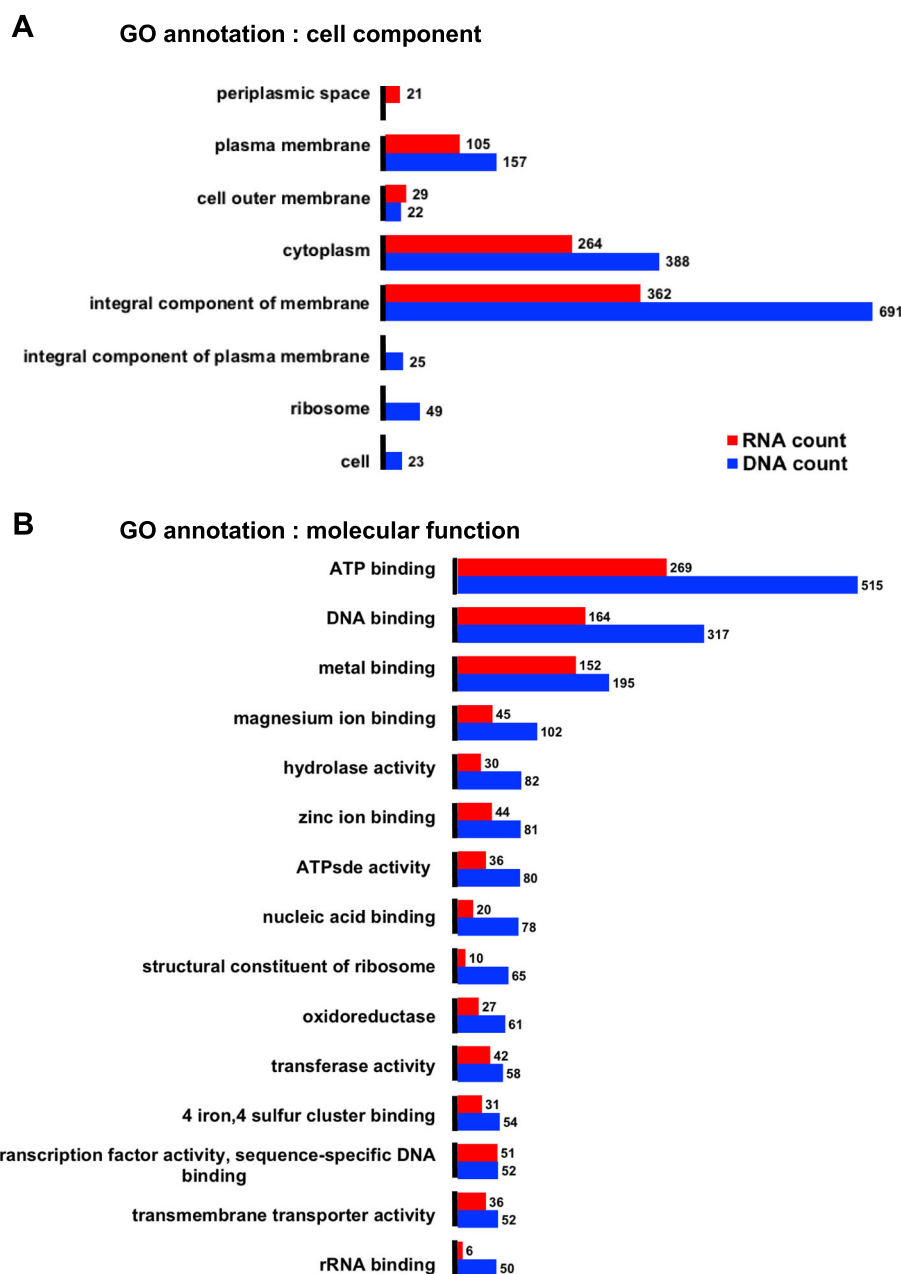 A
GO annotation : cell component
periplasmic space
21
plasma membrane
105
157
cell outer membrane
29
22
cytoplasm
264
388
integral component of membrane
362
691
integral component of plasma membrane
25
ribosome
49
RNA count
DNA count
cell
23
B
GO annotation : molecular function
ATP binding
269
515
DNA binding
164
317
metal binding
152
195
magnesium ion binding
45
102
hydrolase activity
30
82
zinc ion binding
44
81
ATPsde activity
36
80
nucleic acid binding
20
78
structural constituent of ribosome
10
65
oxidoreductase
27
61
transferase activity
42
58
4 iron,4 sulfur cluster binding
31
54
ranscription factor activity, sequence-specific DNA
binding
51
52
transmembrane transporter activity
36
52
rRNA binding
6
50